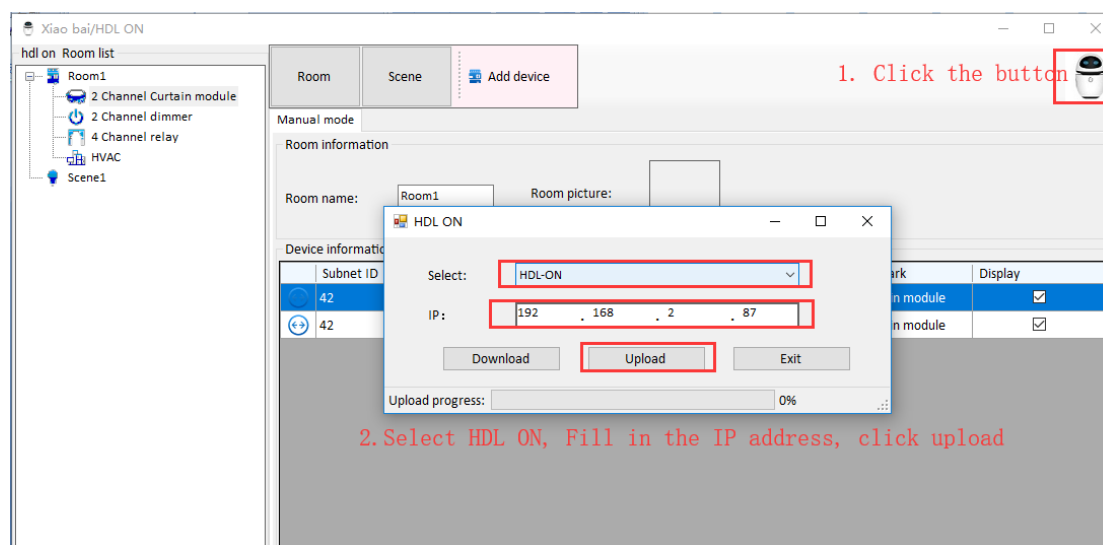 Xiao bai/HDL ON
hdl on Room list
Room1
2 Channel Curtain module
2 Channel dimmer
4 Channel relay
HVAC
Scene1
Room
Scene
Add device
1. Click the button
Manual mode
Room information
Room name:
Room1
Room picture:
HDL ON
Device informatio
Subnet ID
ark
Display
42
n module
42
n module
Select:
HDL-ON
IP:
192 . 168 . 2 . 87
Download
Upload
Exit
Upload progress:
0%
2.Select HDL ON, Fill in the IP address, click upload